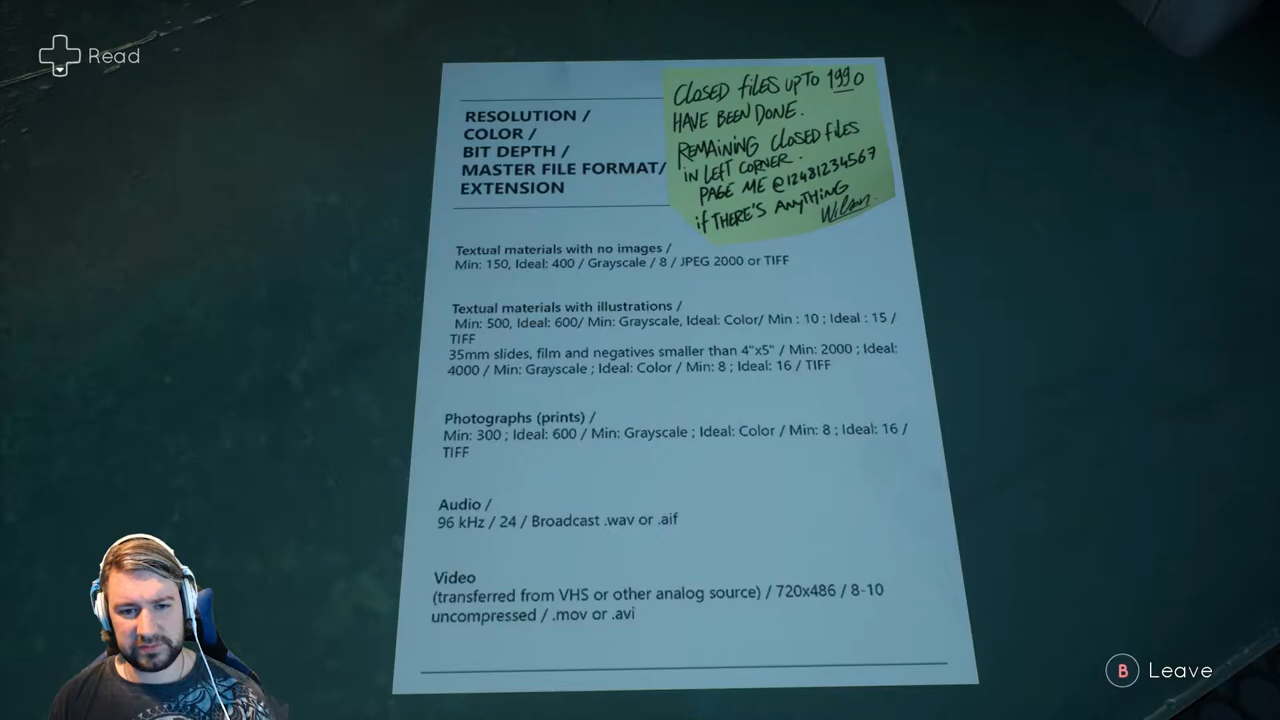 Read
RESOLUTION /
COLOR /
BIT DEPTH /
MASTER FILE FORMAT/
EXTENSION
CLOSED fiLES UPTO 1990
HAVE BEEN DONE.
REMAINING CLOSED fiLES
iN LEFT CORNER.
PAGE ME @12481234567
if THERE'S ANYTHING
Wilson
Textual materials with no images /
Min: 150, Ideal: 400 / Grayscale / 8 / JPEG 2000 or TIFF
Textual materials with illustrations /
Min: 500, Ideal: 600/ Min: Grayscale, Ideal: Color/ Min : 10 ; Ideal : 15 /
TIFF
35mm slides, film and negatives smaller than 4"x5" / Min: 2000 ; Ideal:
4000 / Min: Grayscale ; Ideal: Color / Min: 8 ; Ideal: 16 / TIFF
Photographs (prints) /
Min: 300 ; Ideal: 600 / Min: Grayscale ; Ideal: Color / Min: 8 ; Ideal: 16 /
TIFF
Audio /
96 kHz / 24 / Broadcast .wav or .aif
Video
(transferred from VHS or other analog source) / 720x486 / 8-10
uncompressed / .mov or .avi
B Leave